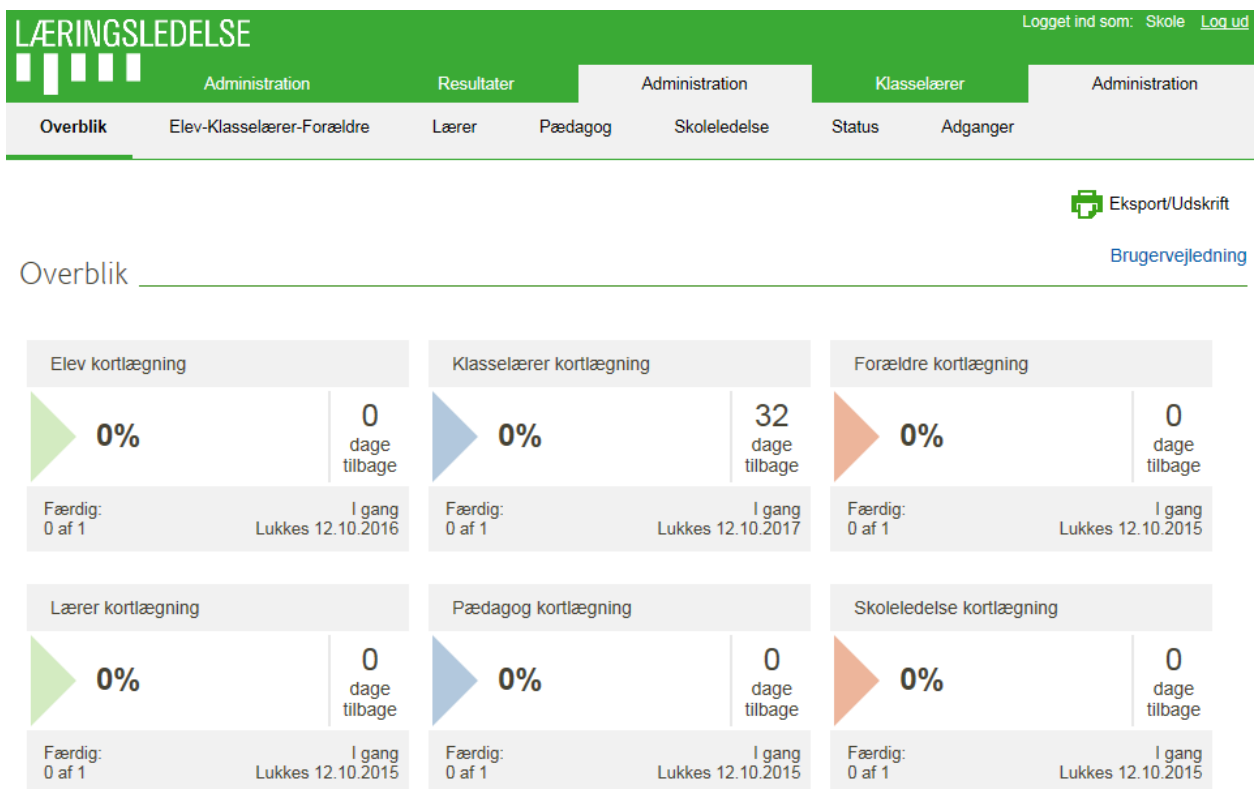 LÆRINGSLEDELSE
Logget ind som: Skole Log ud
Administration Resultater Administration Klasselærer Administration
Overblik Elev-Klasselærer-Forældre Lærer Pædagog Skoleledelse Status Adganger
Eksport/Udskrift
Brugervejledning
Overblik
Elev kortlægning
0%
0
dage
tilbage
Færdig: I gang
0 af 1 Lukkes 12.10.2016
Klasselærer kortlægning
0%
32
dage
tilbage
Færdig: I gang
0 af 1 Lukkes 12.10.2017
Forældre kortlægning
0%
0
dage
tilbage
Færdig: I gang
0 af 1 Lukkes 12.10.2015
Lærer kortlægning
0%
0
dage
tilbage
Færdig: I gang
0 af 1 Lukkes 12.10.2015
Pædagog kortlægning
0%
0
dage
tilbage
Færdig: I gang
0 af 1 Lukkes 12.10.2015
Skoleledelse kortlægning
0%
0
dage
tilbage
Færdig: I gang
0 af 1 Lukkes 12.10.2015